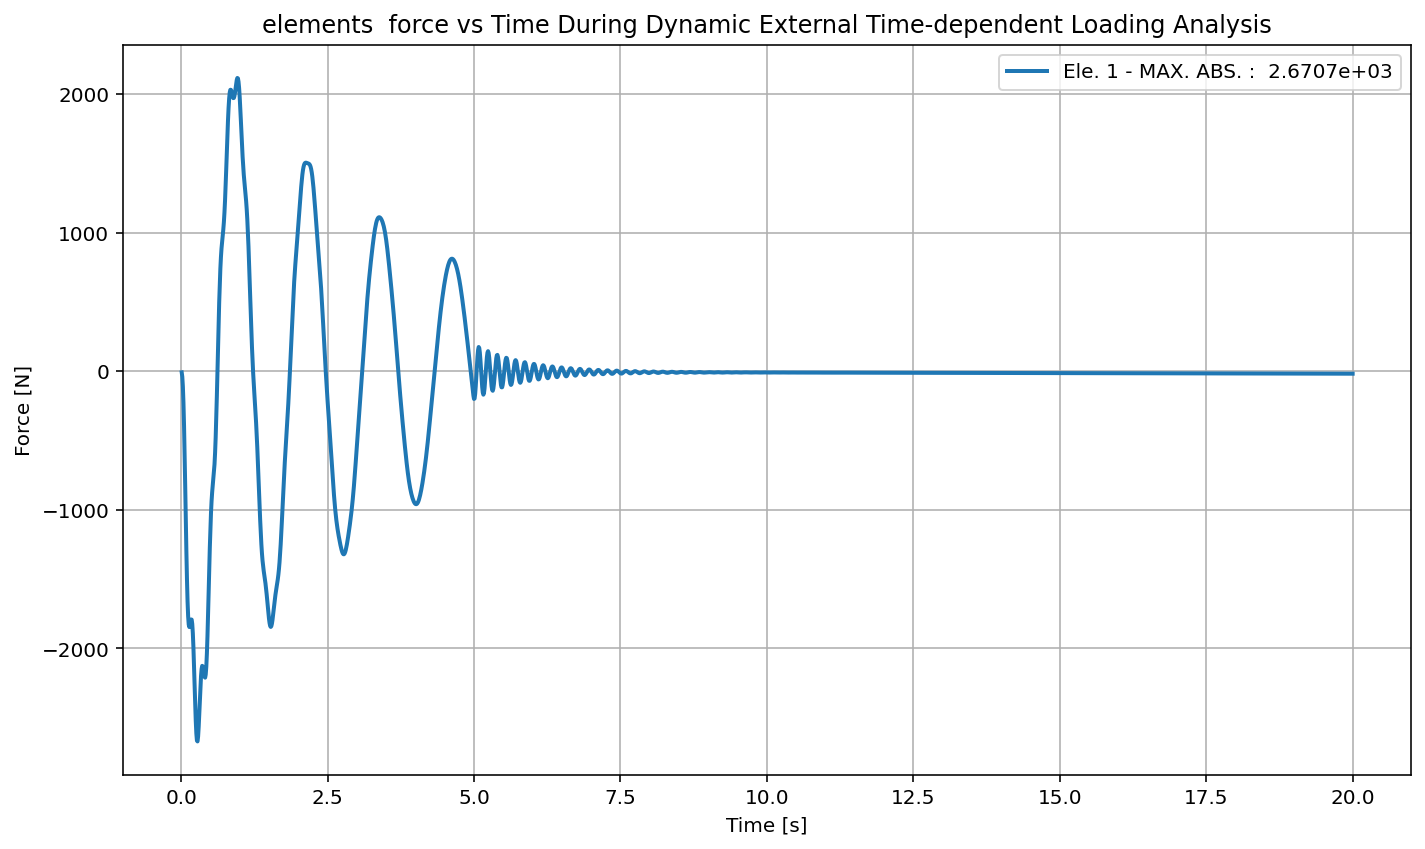 elements  force vs Time During Dynamic External Time-dependent Loading Analysis
Ele. 1 - MAX. ABS. :  2.6707e+03
Force [N]
2000
1000
0
−1000
−2000
0.0 2.5 5.0 7.5 10.0 12.5 15.0 17.5 20.0
Time [s]